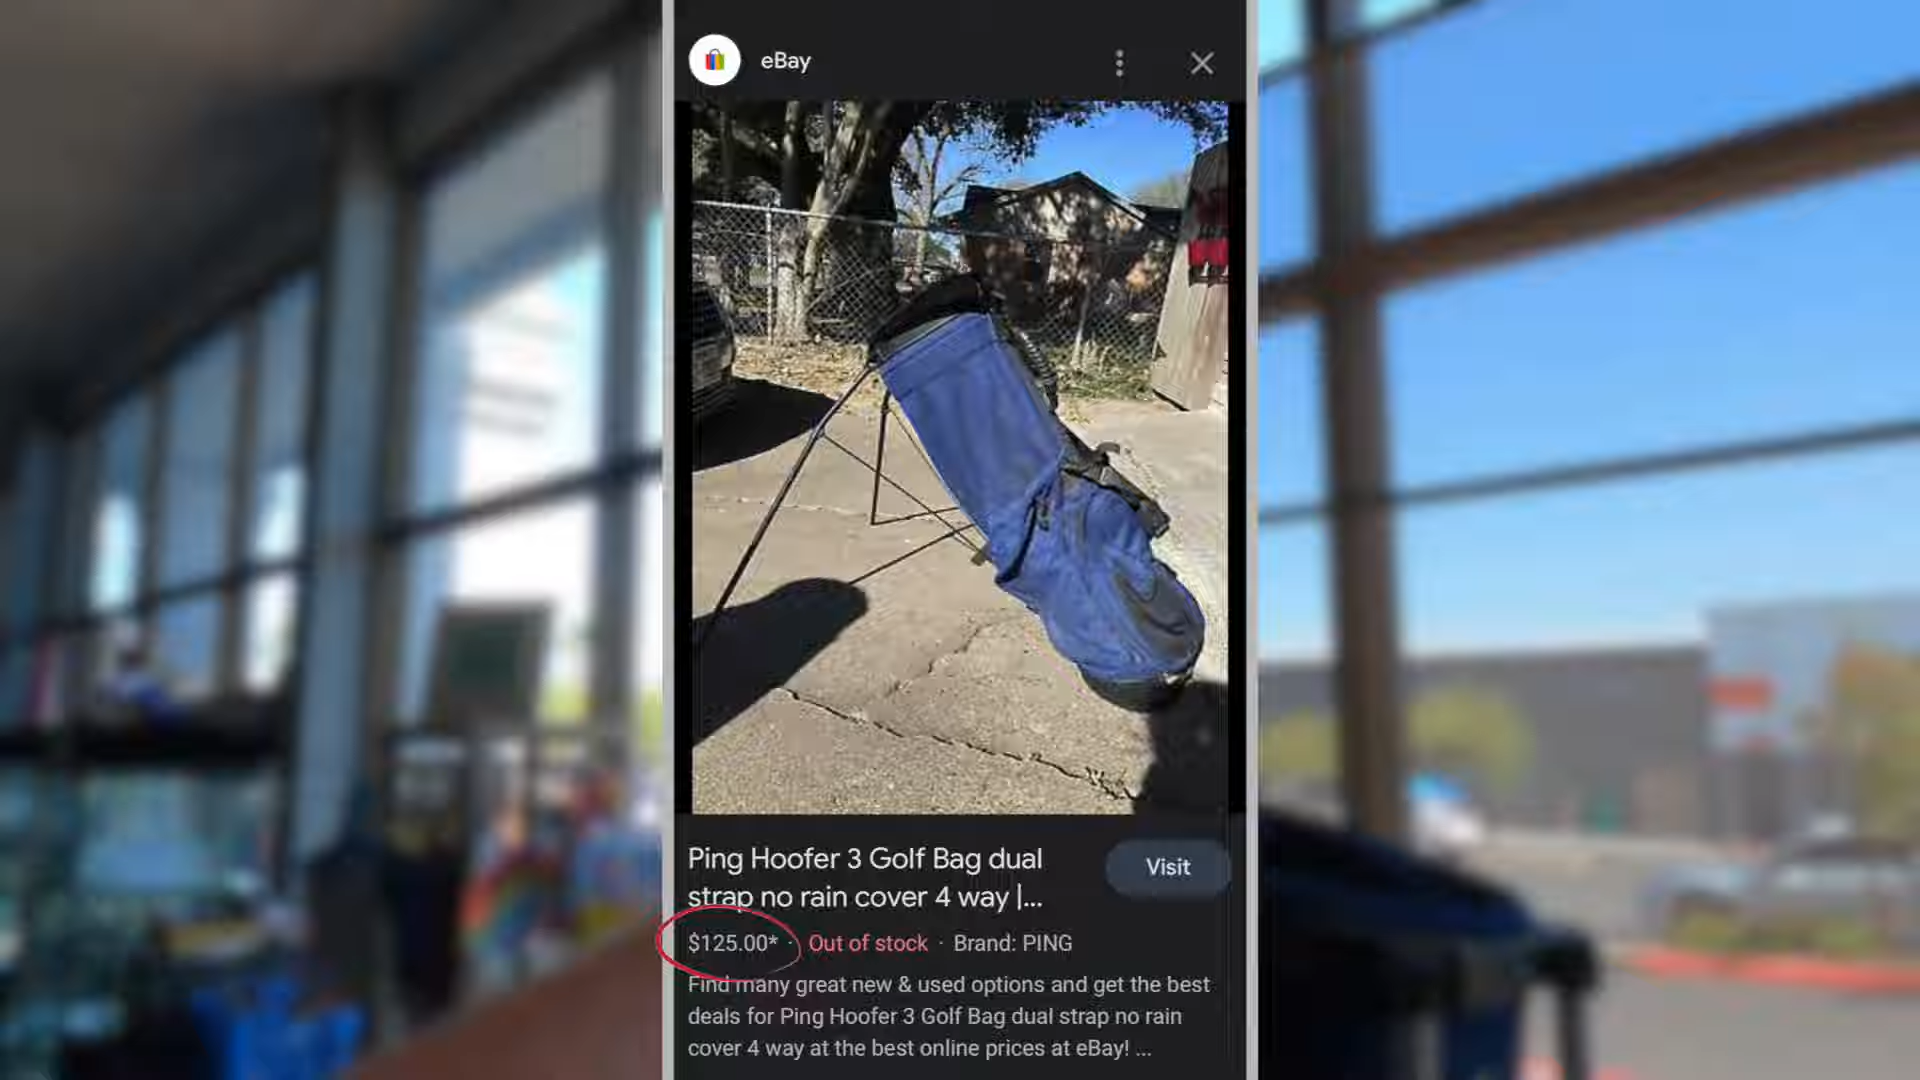 eBay
Ping Hoofer 3 Golf Bag dual
strap no rain cover 4 way |...
Visit
$125.00* · Out of stock · Brand: PING
Find many great new & used options and get the best
deals for Ping Hoofer 3 Golf Bag dual strap no rain
cover 4 way at the best online prices at eBay! ...